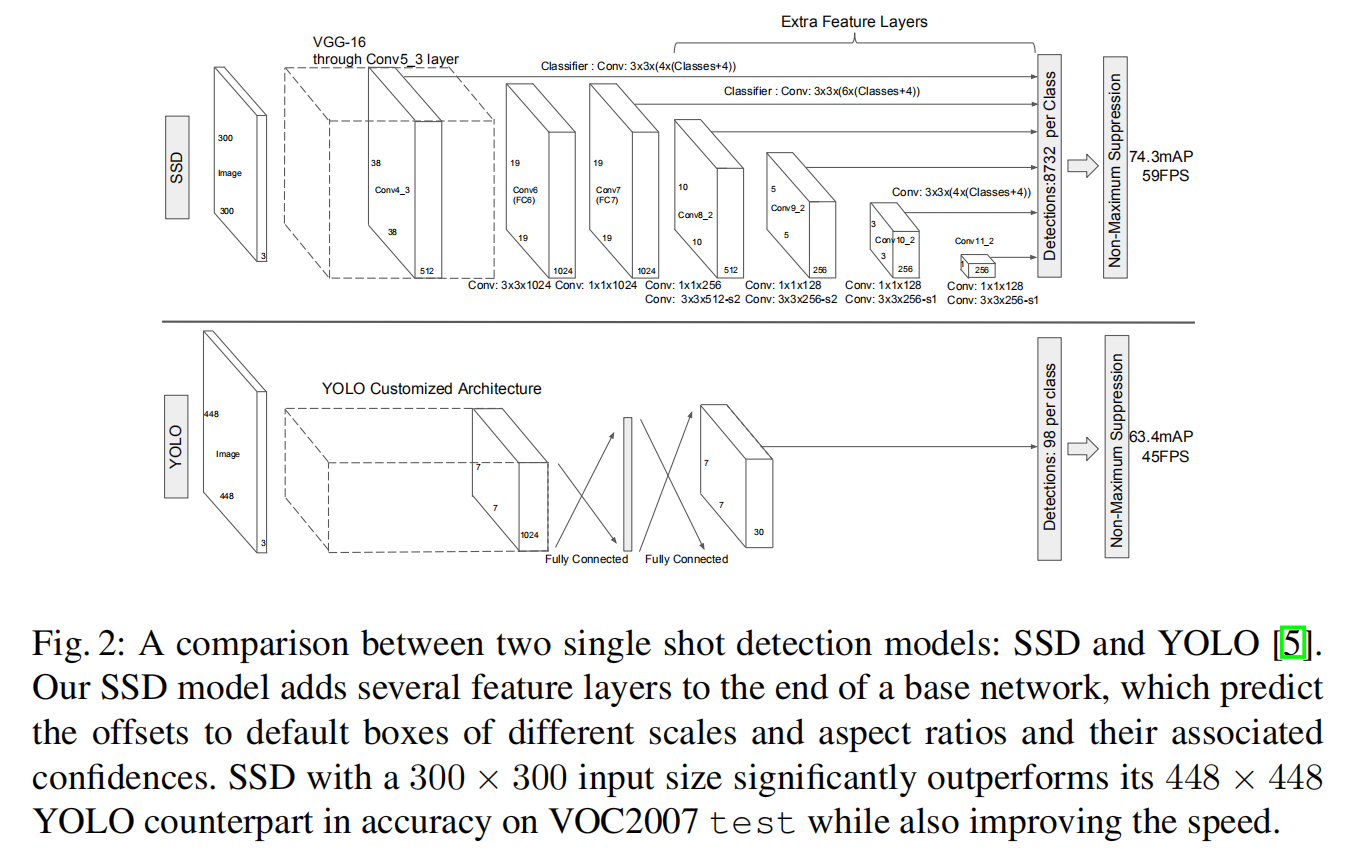 Extra Feature Layers
VGG-16
through Conv5_3 layer
Classifier : Conv: 3x3x(4x(Classes+4))
Classifier : Conv: 3x3x(6x(Classes+4))
SSD
300
Image
300
3
38
Conv4_3
38
512
19
Conv6
(FC6)
19
1024
19
Conv7
(FC7)
19
1024
10
Conv8_2
10
512
5
Conv9_2
5
256
Conv: 3x3x(4x(Classes+4))
3
Conv10_2
3
256
Conv11_2
1
256
Conv: 3x3x1024
Conv: 1x1x1024
Conv: 1x1x256
Conv: 3x3x512-s2
Conv: 1x1x128
Conv: 3x3x256-s2
Conv: 1x1x128
Conv: 3x3x256-s1
Conv: 1x1x128
Conv: 3x3x256-s1
Detections:8732 per Class
Non-Maximum Suppression
74.3mAP
59FPS
YOLO
448
Image
448
3
YOLO Customized Architecture
7
7
1024
Fully Connected
Fully Connected
7
7
30
Detections: 98 per class
Non-Maximum Suppression
63.4mAP
45FPS
Fig. 2: A comparison between two single shot detection models: SSD and YOLO [5].
Our SSD model adds several feature layers to the end of a base network, which predict
the offsets to default boxes of different scales and aspect ratios and their associated
confidences. SSD with a 300 × 300 input size significantly outperforms its 448 × 448
YOLO counterpart in accuracy on VOC2007 test while also improving the speed.